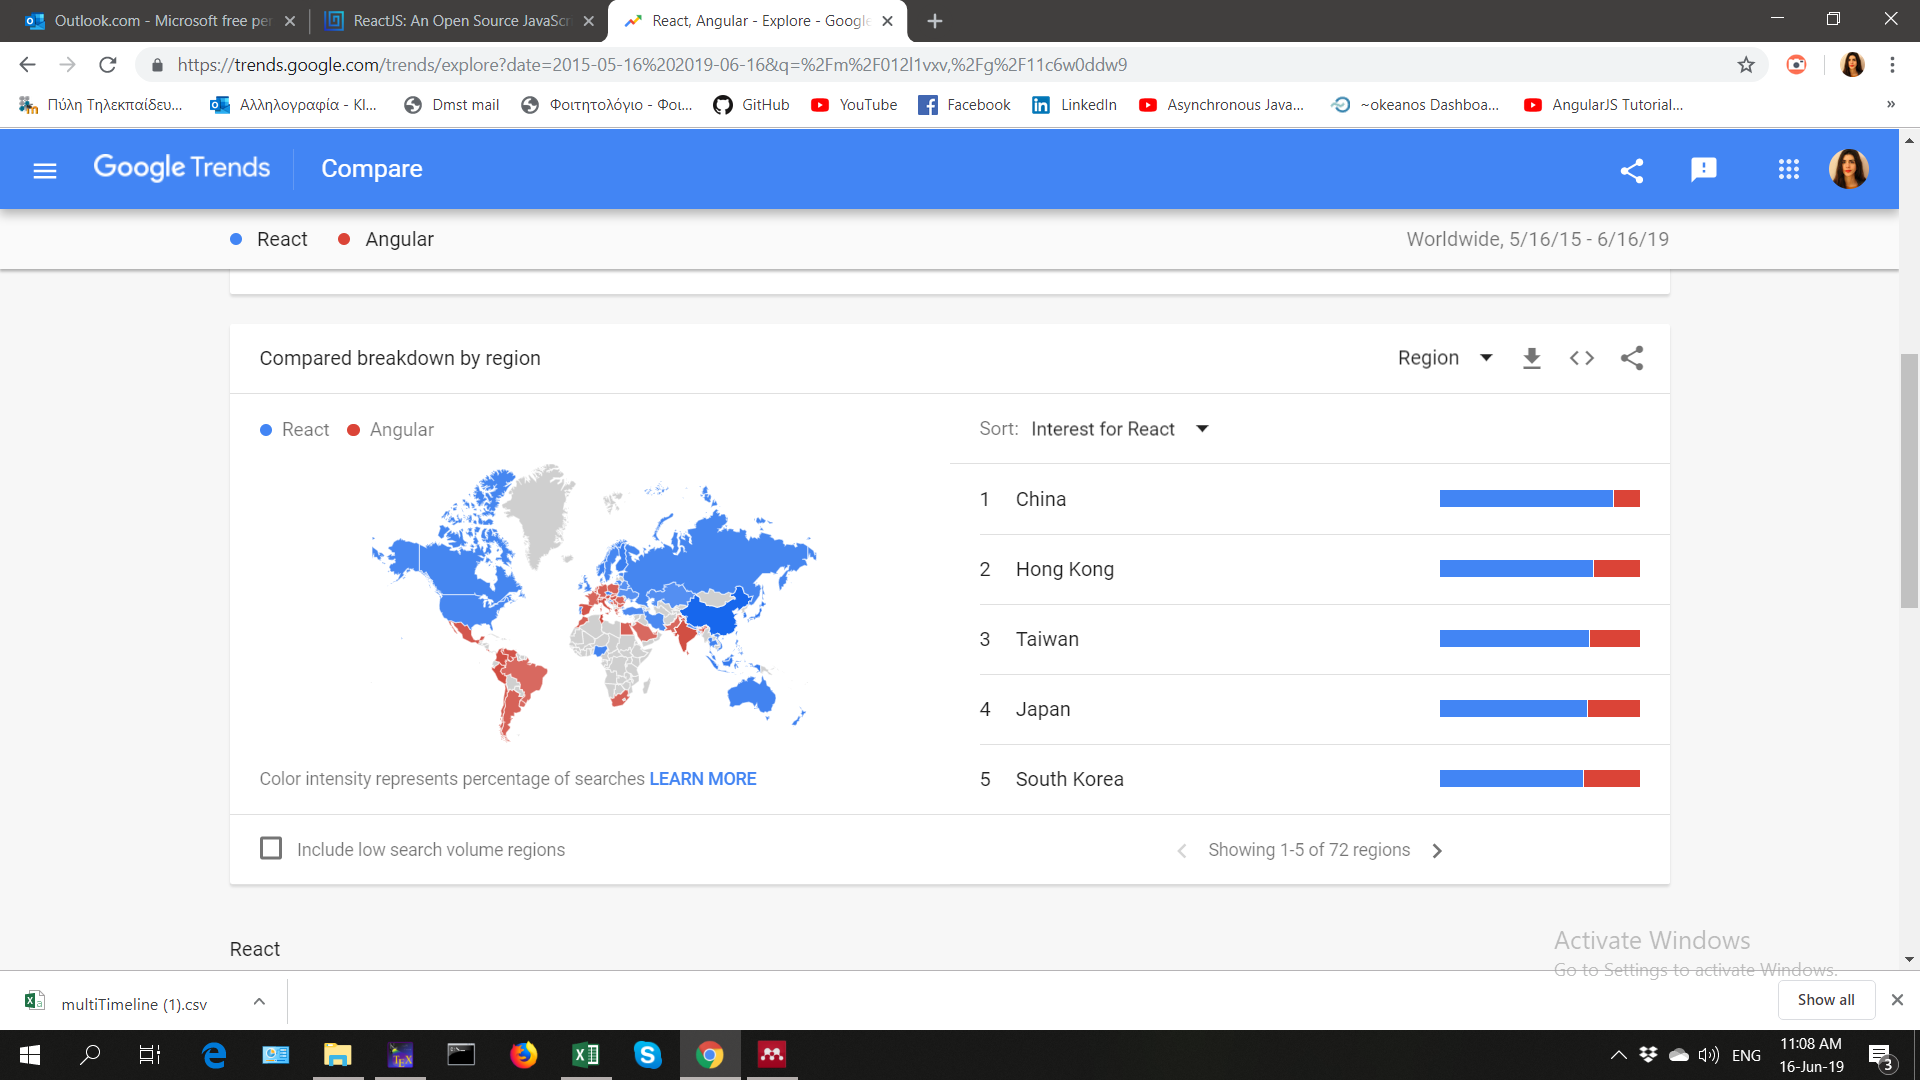 Outlook.com - Microsoft free per
ReactJS: An Open Source JavaScr
React, Angular - Explore - Google
https://trends.google.com/trends/explore?date=2015-05-16%202019-06-16&q=%2Fm%2F012l1vxv,%2Fg%2F11c6w0ddw9
Πύλη Τηλεκπαίδευ... Αλληλογραφία - Kl... Dmst mail Φοιτητολόγιο - Φοι... GitHub YouTube Facebook LinkedIn Asynchronous Java... ~okeanos Dashboa... AngularJS Tutorial... »
Google Trends Compare
React Angular Worldwide, 5/16/15 - 6/16/19
Compared breakdown by region Region
React Angular
Sort: Interest for React
1 China
2 Hong Kong
3 Taiwan
4 Japan
5 South Korea
Color intensity represents percentage of searches LEARN MORE
Include low search volume regions
Showing 1-5 of 72 regions
React
Activate Windows
Go to Settings to activate Windows.
multiTimeline (1).csv
Show all
ENG
11:08 AM
16-Jun-19
3